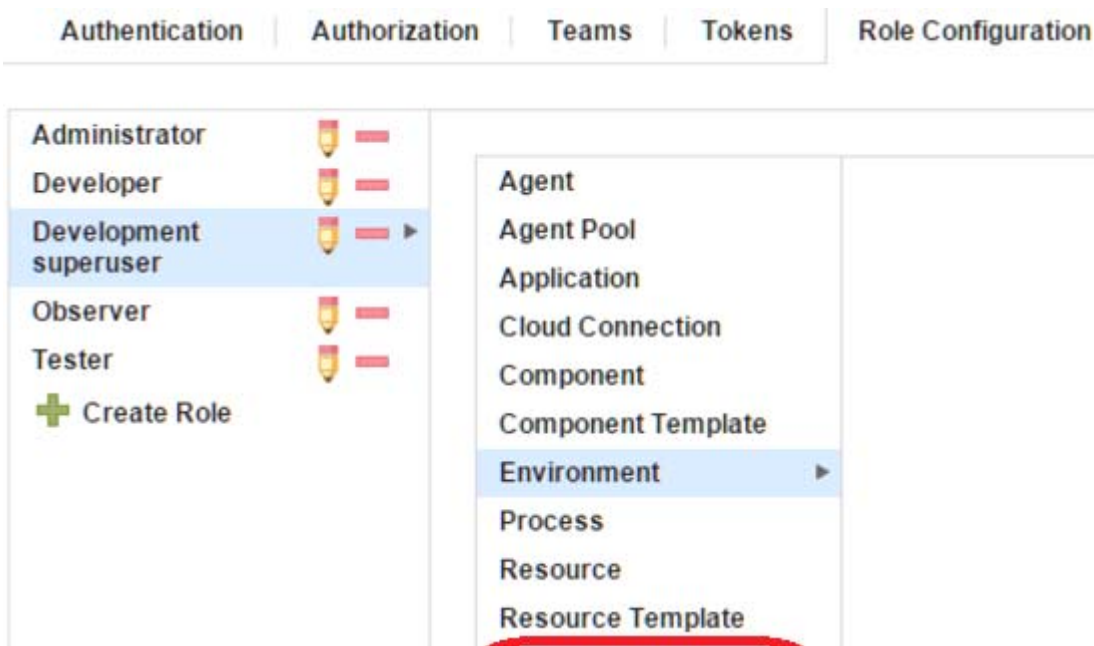 Authentication
Authorization
Teams
Tokens
Role Configuration
Administrator
Developer
Development
superuser
Observer
Tester
Create Role
Agent
Agent Pool
Application
Cloud Connection
Component
Component Template
Environment
Process
Resource
Resource Template